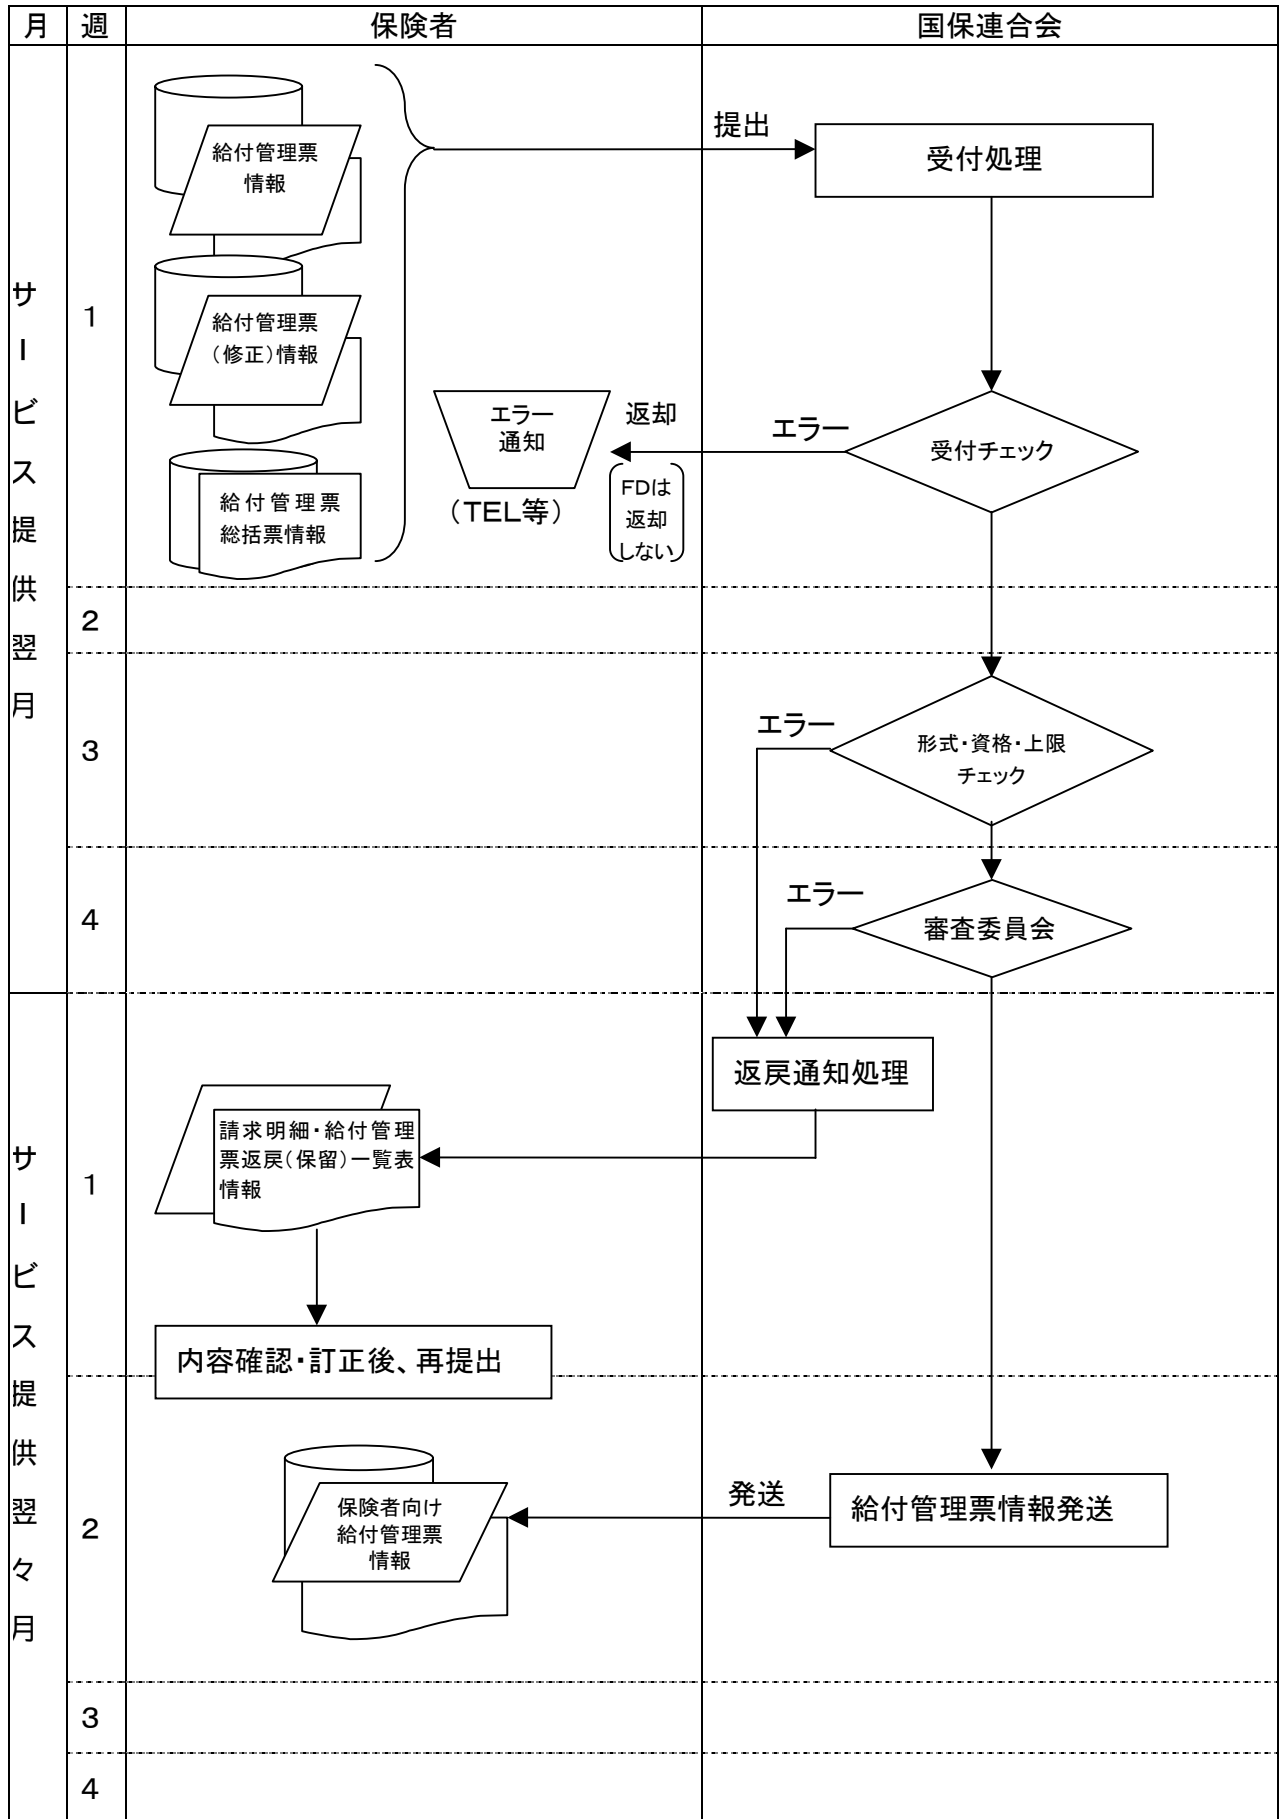 月 週 保険者 国保連合会
サービス提供翌月
1
給付管理票
情報
給付管理票
（修正）情報
給付管理票
総括票情報
提出
受付処理
受付チェック
エラー
返却
FDは
返却
しない
エラー
通知
（TEL等）
2
3
エラー
形式・資格・上限
チェック
4
エラー
審査委員会
サービス提供翌々月
1
返戻通知処理
請求明細・給付管理
票返戻（保留）一覧表
情報
内容確認・訂正後、再提出
2
保険者向け
給付管理票
情報
発送
給付管理票情報発送
3
4